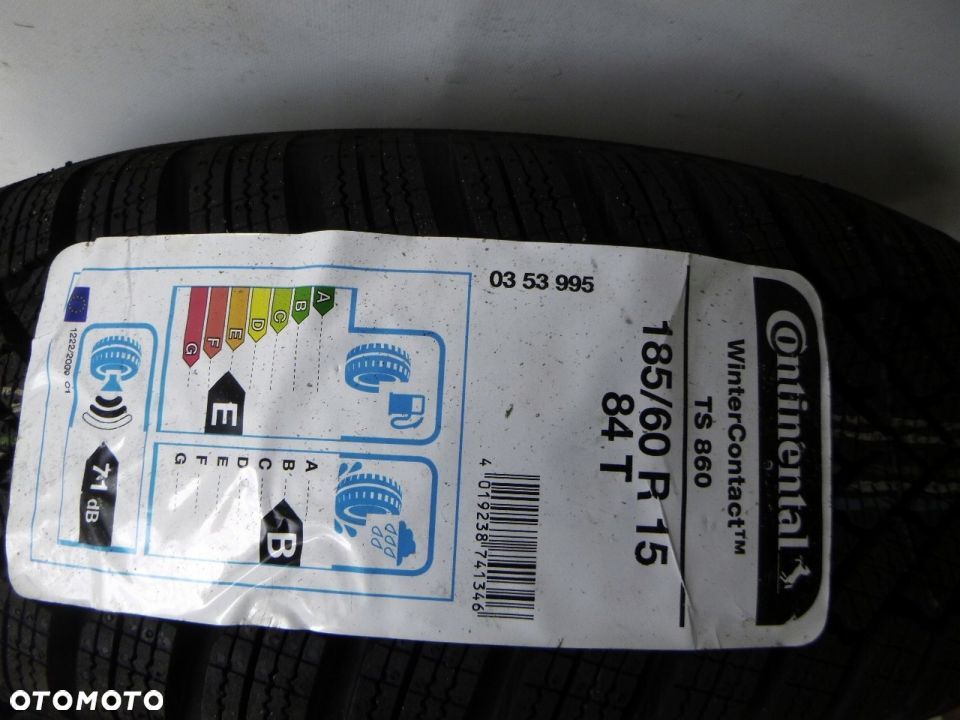 Continental
WinterContact™
TS 860
185/60 R 15
84 T
03 53 995
4 019238 741346
A
B
C
D
E
F
G
E
A
B
C
D
E
F
G
B
71 dB
1222/2009 - C1
OTOMOTO